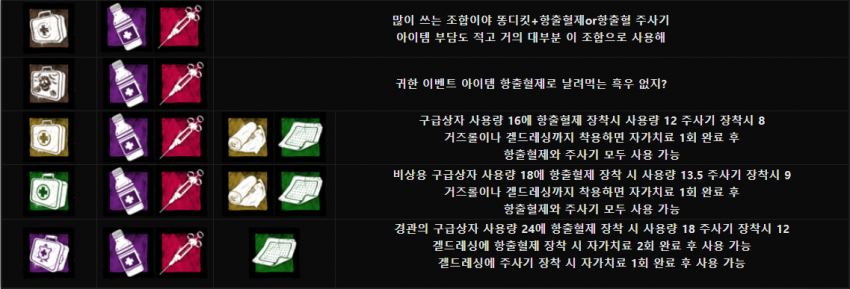 많이 쓰는 조합이야 똥디킷+항출혈제or항출혈 주사기
아이템 부담도 적고 거의 대부분 이 조합으로 사용해
귀한 이벤트 아이템 항출혈제로 날려먹는 흑우 없지?
구급상자 사용량 16에 항출혈제 장착시 사용량 12 주사기 장착시 8
거즈롤이나 겔드레싱까지 착용하면 자가치료 1회 완료 후
항출혈제와 주사기 모두 사용 가능
비상용 구급상자 사용량 18에 항출혈제 장착 시 사용량 13.5 주사기 장착시 9
거즈롤이나 겔드레싱까지 착용하면 자가치료 1회 완료 후
항출혈제와 주사기 모두 사용 가능
경관의 구급상자 사용량 24에 항출혈제 장착 시 사용량 18 주사기 장착시 12
겔드레싱에 항출혈제 장착 시 자가치료 2회 완료 후 사용 가능
겔드레싱에 주사기 장착 시 자가치료 1회 완료 후 사용 가능